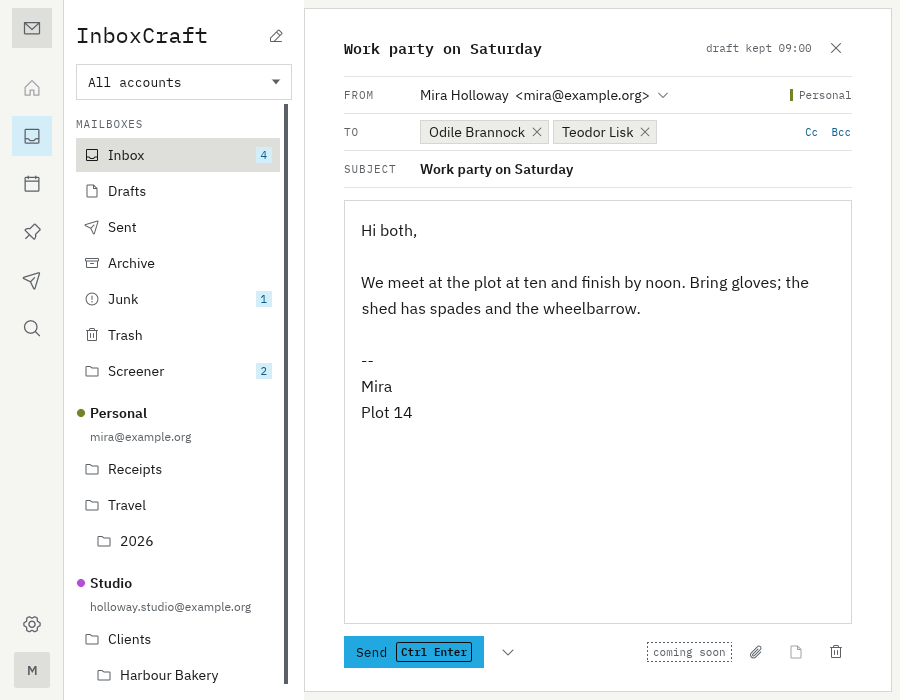 InboxCraft
All accounts
MAILBOXES
Inbox 4
Drafts
Sent
Archive
Junk 1
Trash
Screener 2
Personal
mira@example.org
Receipts
Travel
2026
Studio
holloway.studio@example.org
Clients
Harbour Bakery
M
Work party on Saturday draft kept 09:00
FROM Mira Holloway <mira@example.org> Personal
TO Odile Brannock Teodor Lisk Cc Bcc
SUBJECT Work party on Saturday
Hi both,
We meet at the plot at ten and finish by noon. Bring gloves; the
shed has spades and the wheelbarrow.
--
Mira
Plot 14
Send Ctrl Enter coming soon